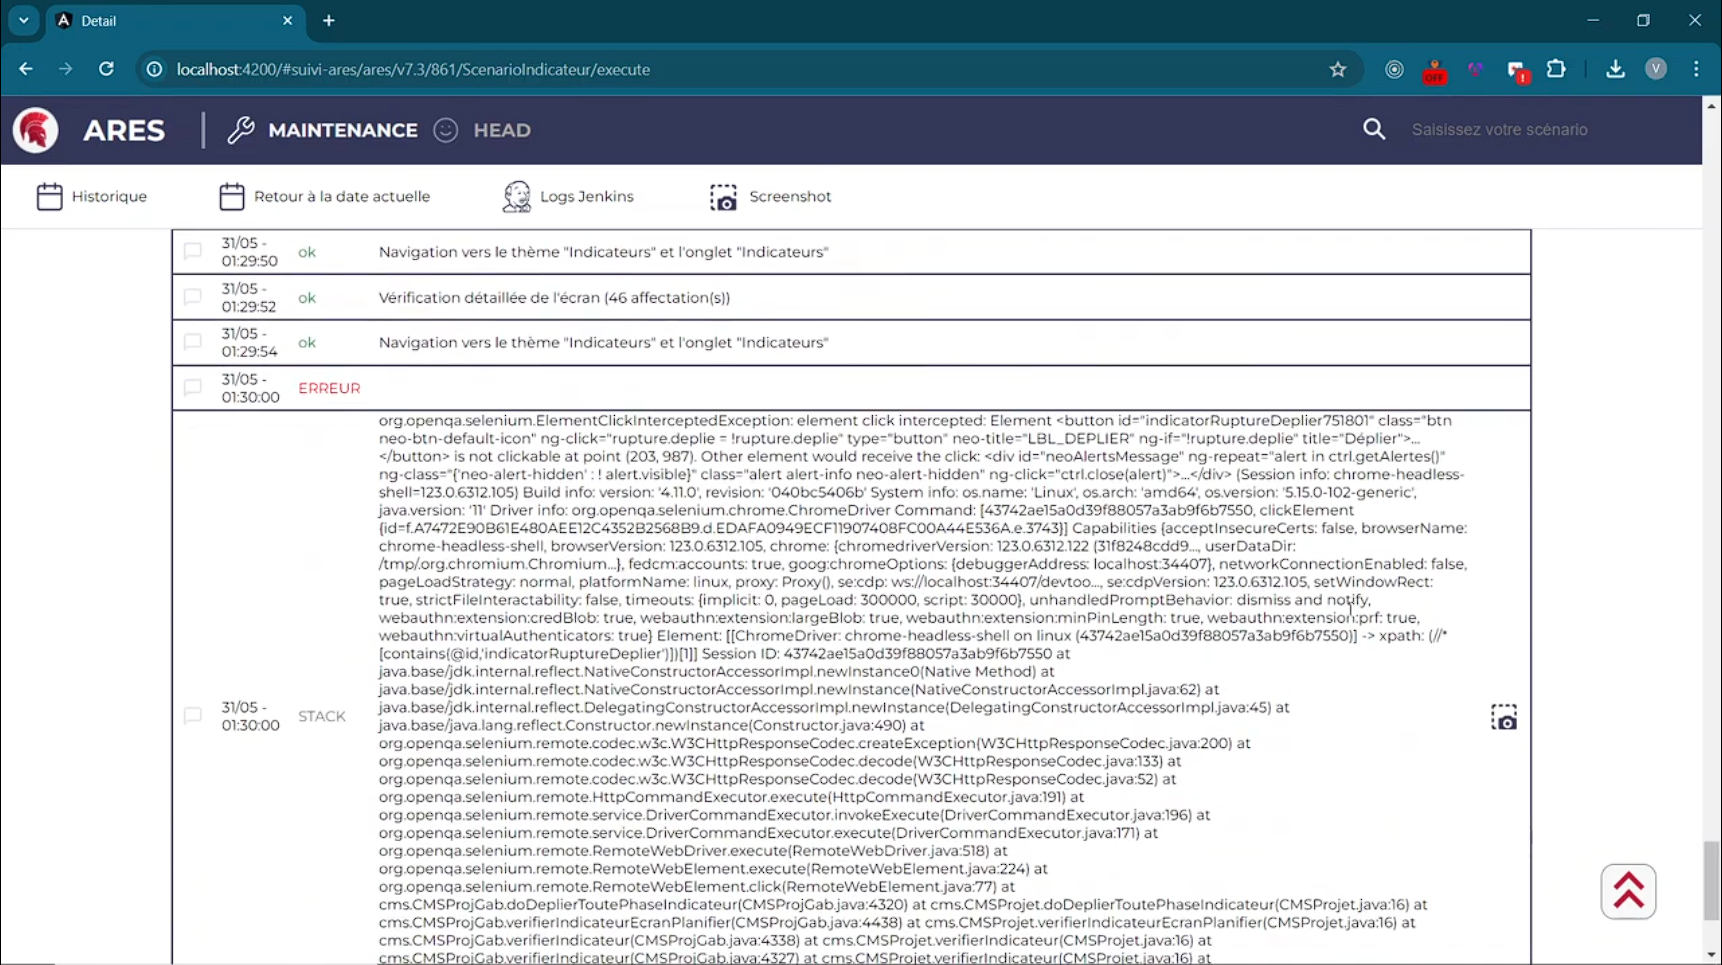 Detail
localhost:4200/#suivi-ares/ares/v7.3/861/ScenarioIndicateur/execute
OFF
V
ARES
MAINTENANCE
HEAD
Saisissez votre scénario
Historique
Retour à la date actuelle
Logs Jenkins
Screenshot
31/05 -
01:29:50
ok
Navigation vers le thème "Indicateurs" et l'onglet "Indicateurs"
31/05 -
01:29:52
ok
Vérification détaillée de l'écran (46 affectation(s))
31/05 -
01:29:54
ok
Navigation vers le thème "Indicateurs" et l'onglet "Indicateurs"
31/05 -
01:30:00
ERREUR
31/05 -
01:30:00
STACK
org.openqa.selenium.ElementClickInterceptedException: element click intercepted: Element <button id="indicatorRuptureDeplier751801" class="btn
neo-btn-default-icon" ng-click="rupture.deplie = !rupture.deplie" type="button" neo-title="LBL_DEPLIER" ng-if="!rupture.deplie" title="Déplier">...
</button> is not clickable at point (203, 987). Other element would receive the click: <div id="neoAlertsMessage" ng-repeat="alert in ctrl.getAlertes()"
ng-class="{'neo-alert-hidden' : ! alert.visible}" class="alert alert-info neo-alert-hidden" ng-click="ctrl.close(alert)">...</div> (Session info: chrome-headless-
shell=123.0.6312.105) Build info: version: '4.11.0', revision: '040bc5406b' System info: os.name: 'Linux', os.arch: 'amd64', os.version: '5.15.0-102-generic',
java.version: '11' Driver info: org.openqa.selenium.chrome.ChromeDriver Command: [43742ae15a0d39f88057a3ab9f6b7550, clickElement
{id=f.A7472E90B61E480AEE12C4352B2568B9.d.EDAFA0949ECF11907408FC00A44E536A.e.3743}] Capabilities {acceptInsecureCerts: false, browserName:
chrome-headless-shell, browserVersion: 123.0.6312.105, chrome: {chromedriverVersion: 123.0.6312.122 (31f8248cdd9..., userDataDir:
/tmp/.org.chromium.Chromium...}, fedcm:accounts: true, goog:chromeOptions: {debuggerAddress: localhost:34407}, networkConnectionEnabled: false,
pageLoadStrategy: normal, platformName: linux, proxy: Proxy(), se:cdp: ws://localhost:34407/devtoo..., se:cdpVersion: 123.0.6312.105, setWindowRect:
true, strictFileInteractability: false, timeouts: {implicit: 0, pageLoad: 300000, script: 30000}, unhandledPromptBehavior: dismiss and notify,
webauthn:extension:credBlob: true, webauthn:extension:largeBlob: true, webauthn:extension:minPinLength: true, webauthn:extension:prf: true,
webauthn:virtualAuthenticators: true} Element: [[ChromeDriver: chrome-headless-shell on linux (43742ae15a0d39f88057a3ab9f6b7550)] -> xpath: (//*
[contains(@id,'indicatorRuptureDeplier')])[1]] Session ID: 43742ae15a0d39f88057a3ab9f6b7550 at
java.base/jdk.internal.reflect.NativeConstructorAccessorImpl.newInstance0(Native Method) at
java.base/jdk.internal.reflect.NativeConstructorAccessorImpl.newInstance(NativeConstructorAccessorImpl.java:62) at
java.base/jdk.internal.reflect.DelegatingConstructorAccessorImpl.newInstance(DelegatingConstructorAccessorImpl.java:45) at
java.base/java.lang.reflect.Constructor.newInstance(Constructor.java:490) at
org.openqa.selenium.remote.codec.w3c.W3CHttpResponseCodec.createException(W3CHttpResponseCodec.java:200) at
org.openqa.selenium.remote.codec.w3c.W3CHttpResponseCodec.decode(W3CHttpResponseCodec.java:133) at
org.openqa.selenium.remote.codec.w3c.W3CHttpResponseCodec.decode(W3CHttpResponseCodec.java:52) at
org.openqa.selenium.remote.HttpCommandExecutor.execute(HttpCommandExecutor.java:191) at
org.openqa.selenium.remote.service.DriverCommandExecutor.invokeExecute(DriverCommandExecutor.java:196) at
org.openqa.selenium.remote.service.DriverCommandExecutor.execute(DriverCommandExecutor.java:171) at
org.openqa.selenium.remote.RemoteWebDriver.execute(RemoteWebDriver.java:518) at
org.openqa.selenium.remote.RemoteWebElement.execute(RemoteWebElement.java:224) at
org.openqa.selenium.remote.RemoteWebElement.click(RemoteWebElement.java:77) at
cms.CMSProjGab.doDeplierToutePhaseIndicateur(CMSProjGab.java:4320) at cms.CMSProjet.doDeplierToutePhaseIndicateur(CMSProjet.java:16) at
cms.CMSProjGab.verifierIndicateurEcranPlanifier(CMSProjGab.java:4438) at cms.CMSProjet.verifierIndicateurEcranPlanifier(CMSProjet.java:16) at
cms.CMSProjGab.verifierIndicateur(CMSProjGab.java:4338) at cms.CMSProjet.verifierIndicateur(CMSProjet.java:16) at
cms.CMSProjGab.verifierIndicateur(CMSProjGab.java:4327) at cms.CMSProjet.verifierIndicateur(CMSProjet.java:16) at